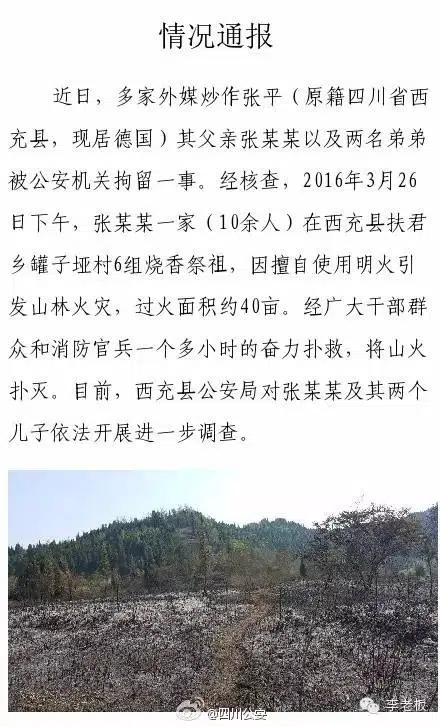 情况通报
近日，多家外媒炒作张平（原籍四川省西
充县，现居德国）其父亲张某某以及两名弟弟
被公安机关拘留一事。经核查，2016年3月26
日下午，张某某一家（10余人）在西充县扶君
乡罐子垭村6组烧香祭祖，因擅自使用明火引
发山林火灾，过火面积约40亩。经广大干部群
众和消防官兵一个多小时的奋力扑救，将山火
扑灭。目前，西充县公安局对张某某及其两个
儿子依法开展进一步调查。
@四川公安
李老板